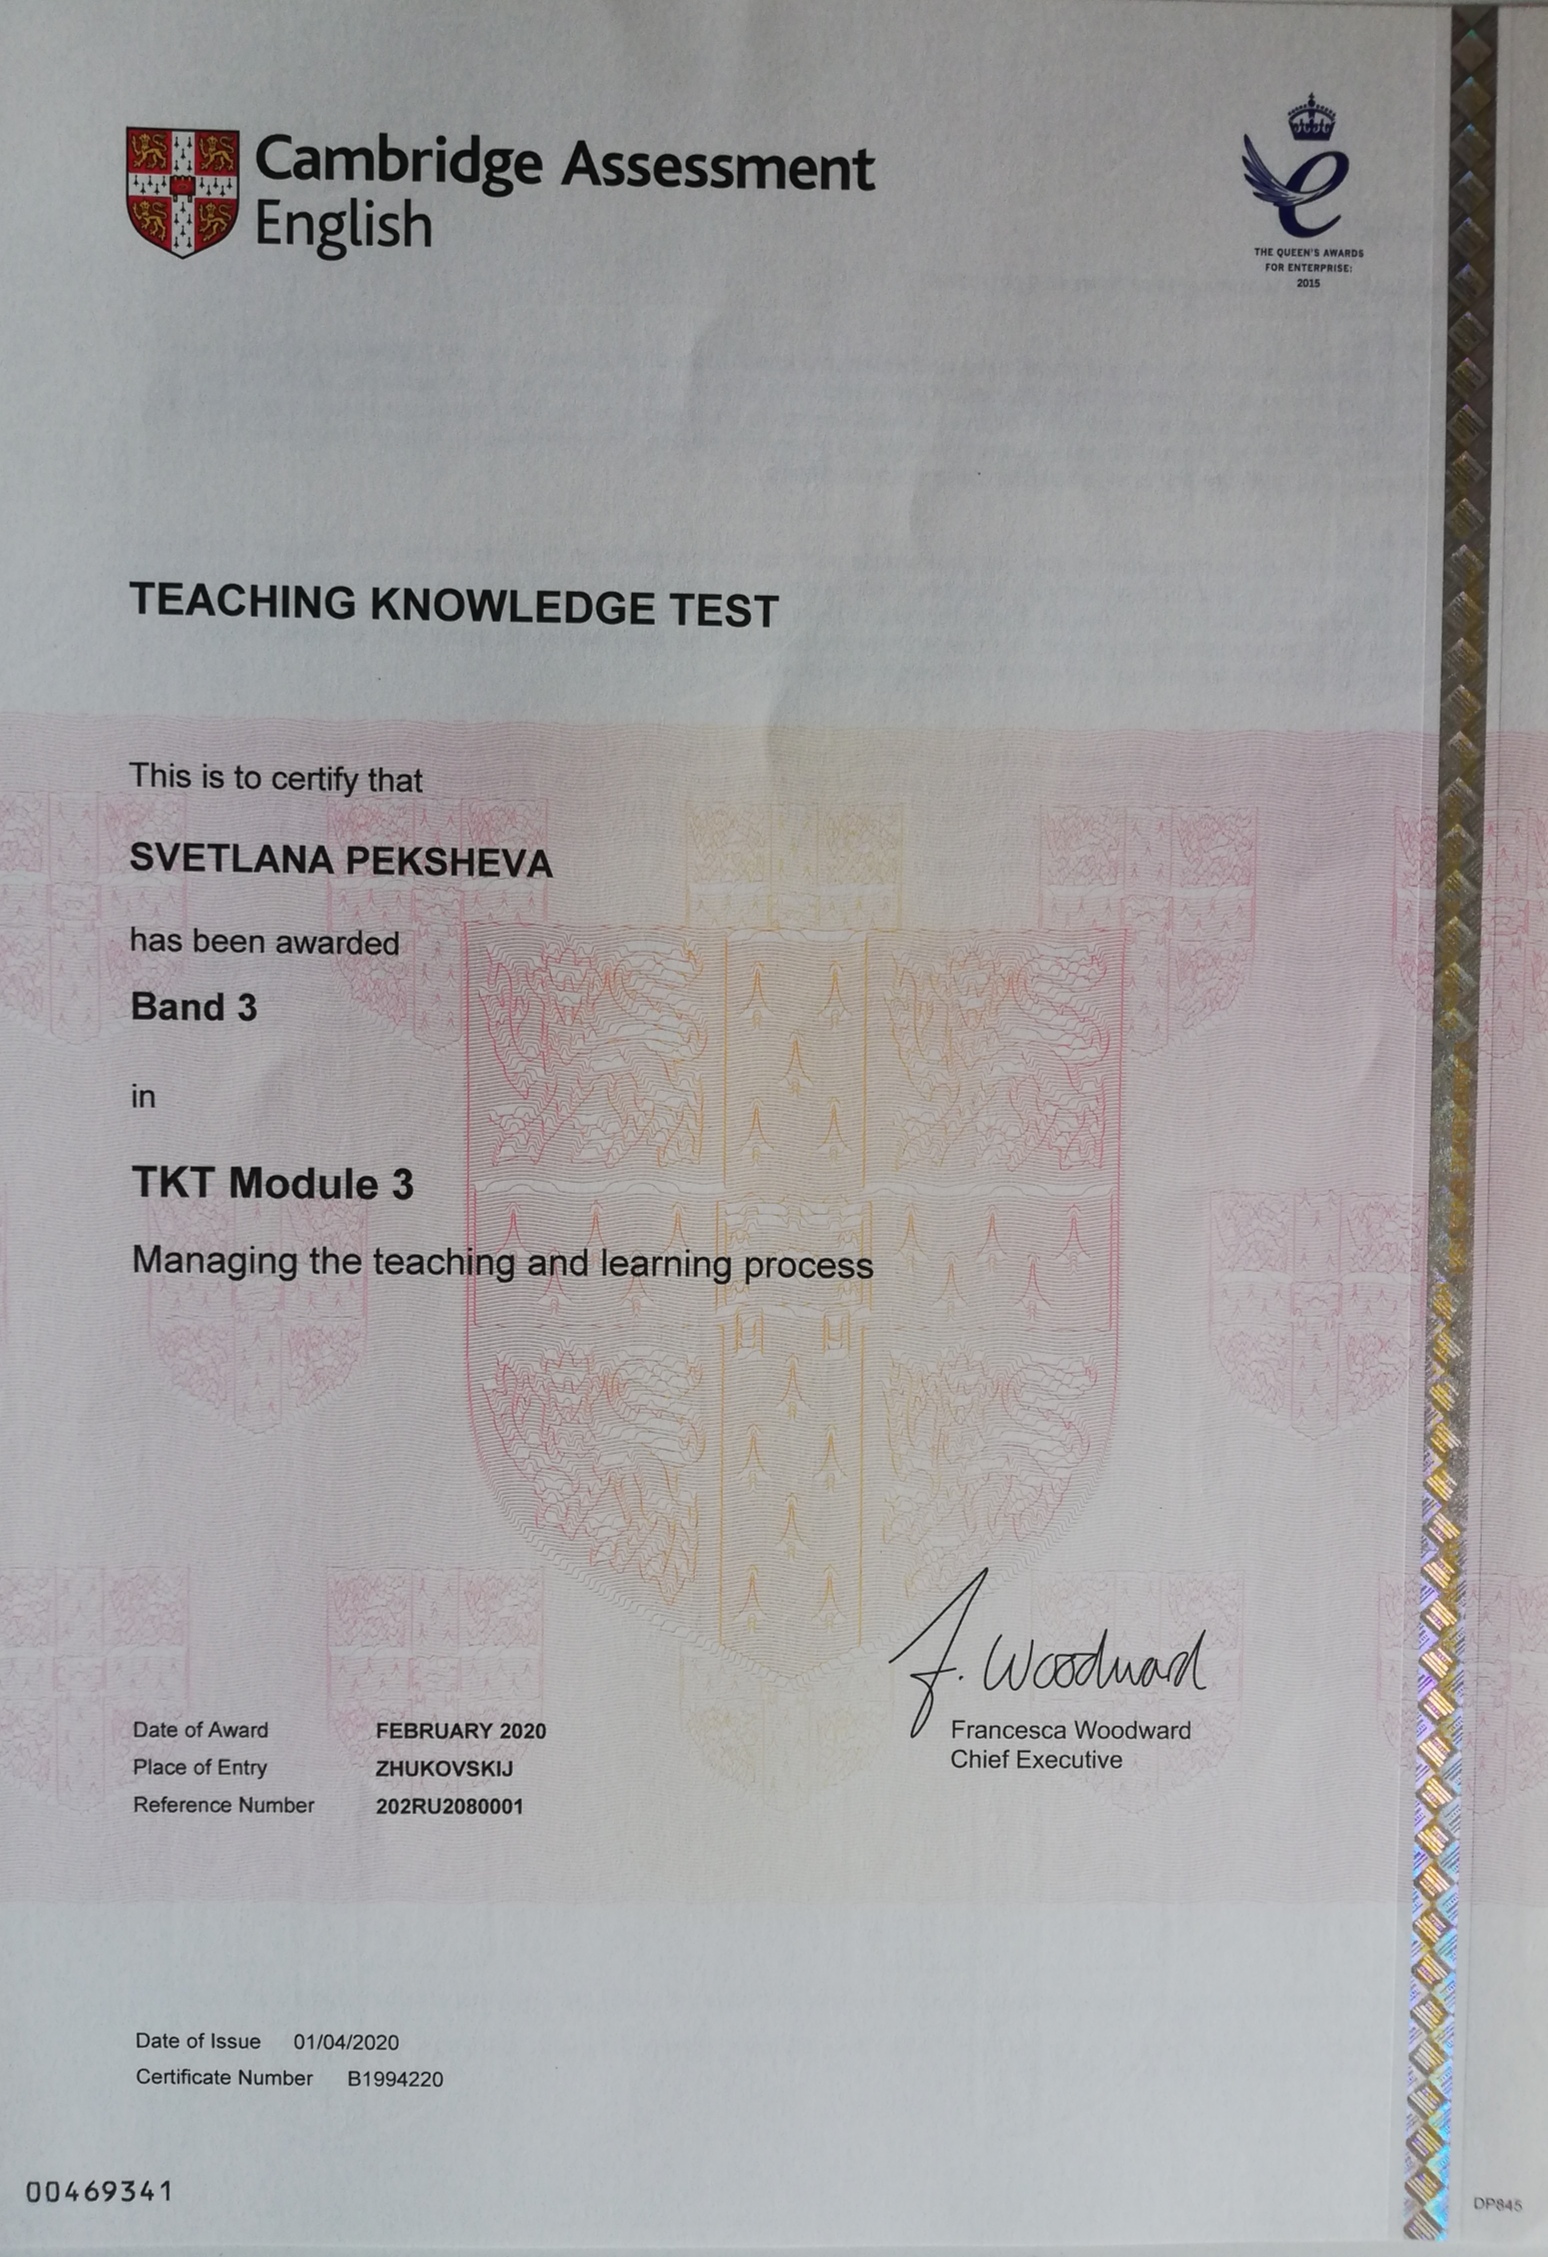 Cambridge Assessment
English
THE QUEEN'S AWARDS
FOR ENTERPRISE:
2015
TEACHING KNOWLEDGE TEST
This is to certify that
SVETLANA PEKSHEVA
has been awarded
Band 3
in
TKT Module 3
Managing the teaching and learning process
F. Woodward
Francesca Woodward
Chief Executive
Date of Award FEBRUARY 2020
Place of Entry ZHUKOVSKIJ
Reference Number 202RU2080001
Date of Issue 01/04/2020
Certificate Number B1994220
00469341
DP845